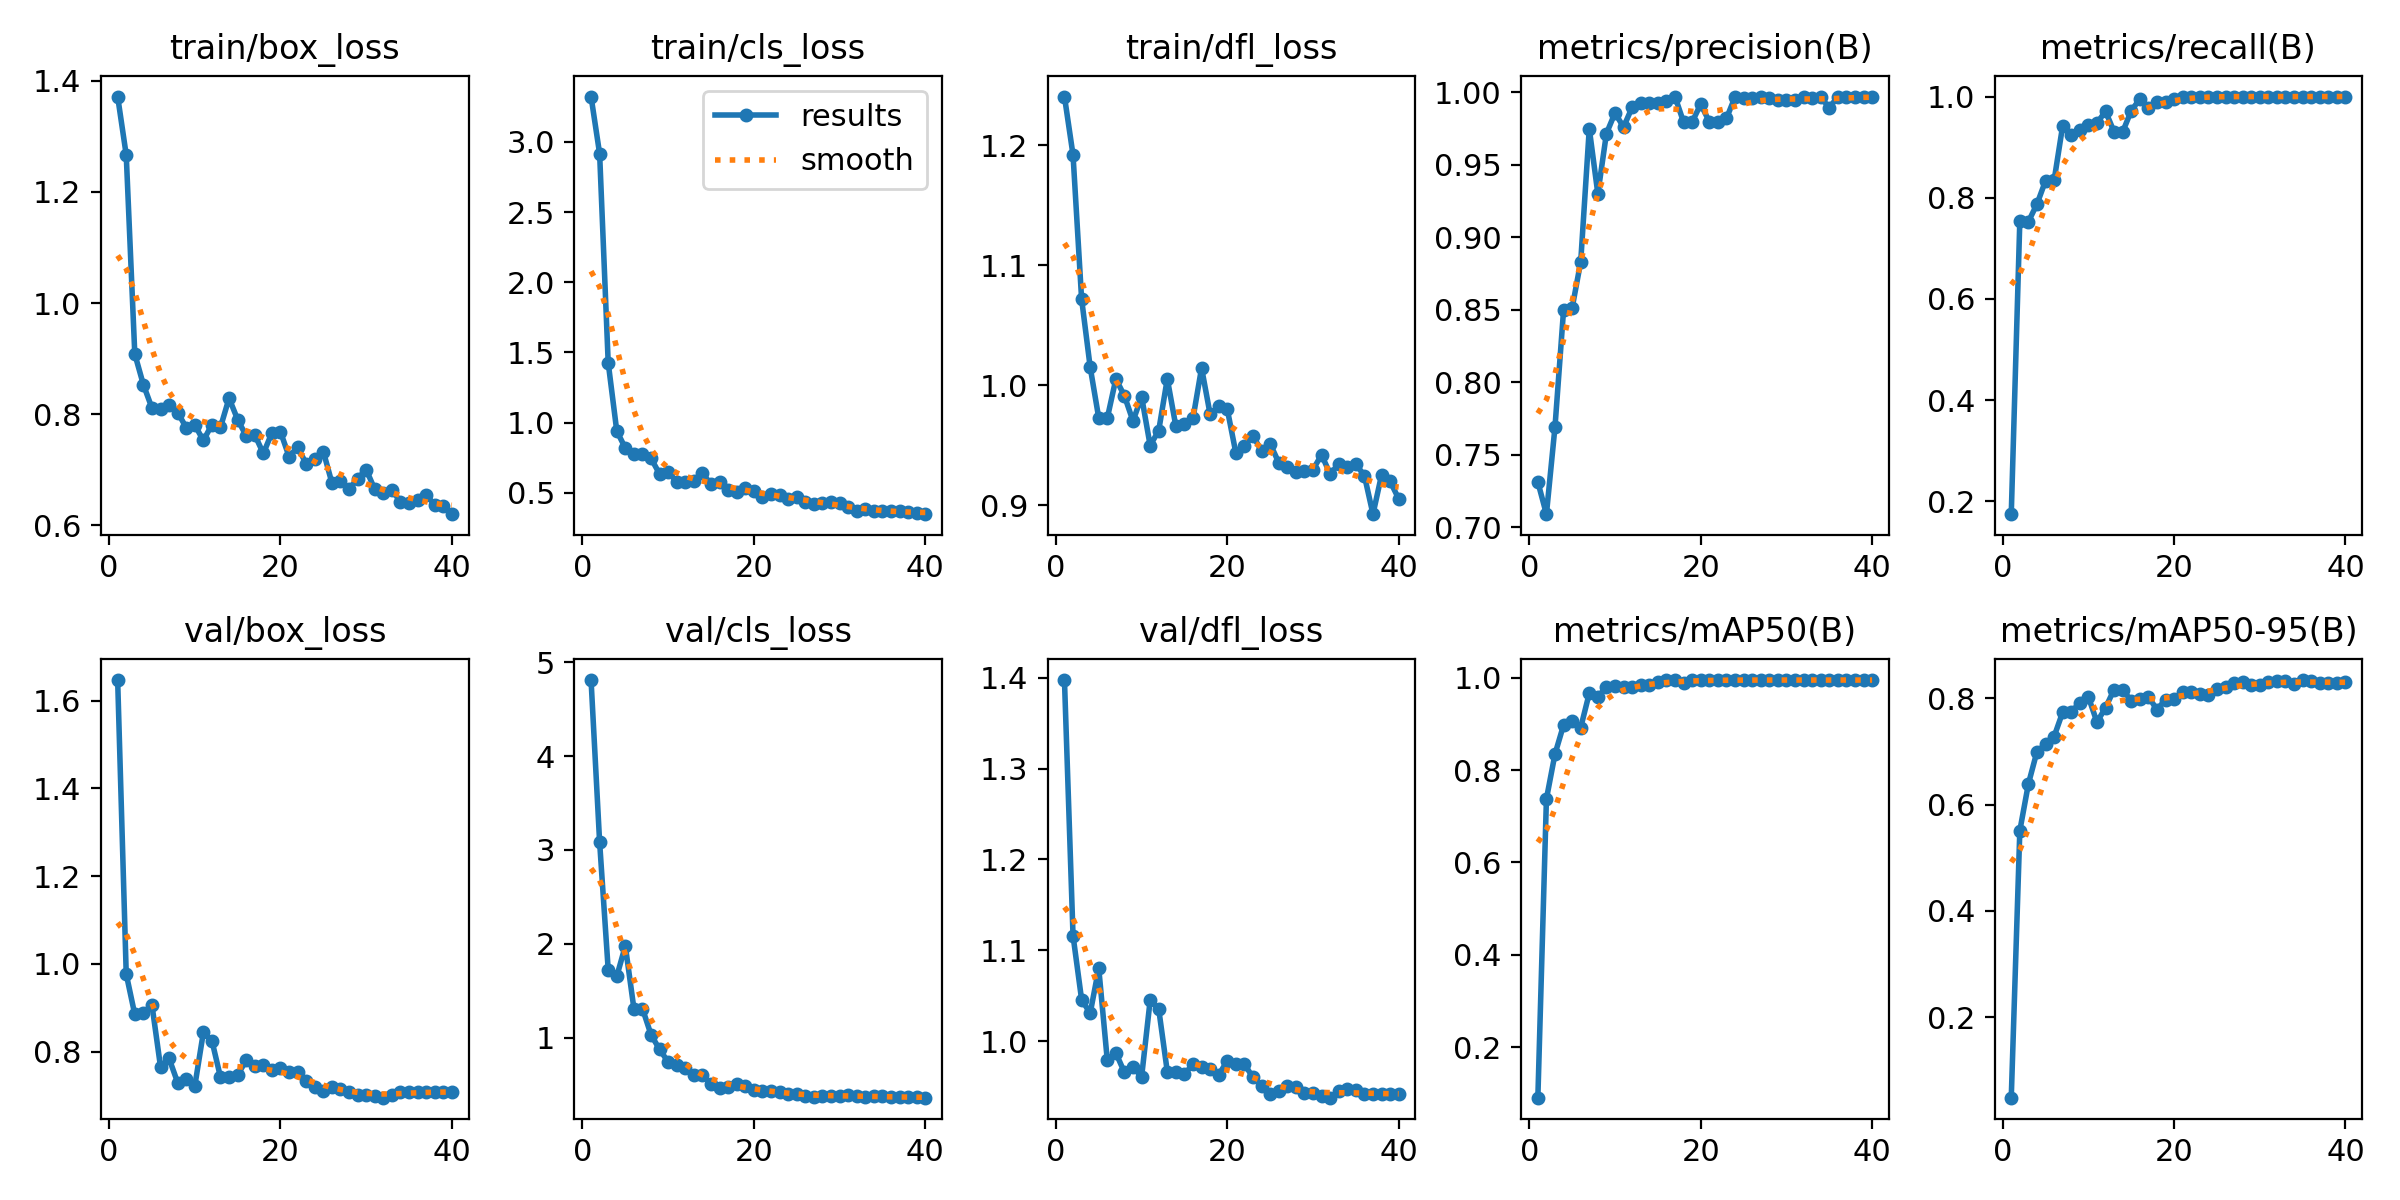 train/box_loss
1.4
1.2
1.0
0.8
0.6
0 20 40
train/cls_loss
results
smooth
3.0
2.5
2.0
1.5
1.0
0.5
0 20 40
train/dfl_loss
1.2
1.1
1.0
0.9
0 20 40
metrics/precision(B)
1.00
0.95
0.90
0.85
0.80
0.75
0.70
0 20 40
metrics/recall(B)
1.0
0.8
0.6
0.4
0.2
0 20 40
val/box_loss
1.6
1.4
1.2
1.0
0.8
0 20 40
val/cls_loss
5
4
3
2
1
0 20 40
val/dfl_loss
1.4
1.3
1.2
1.1
1.0
0 20 40
metrics/mAP50(B)
1.0
0.8
0.6
0.4
0.2
0 20 40
metrics/mAP50-95(B)
0.8
0.6
0.4
0.2
0 20 40